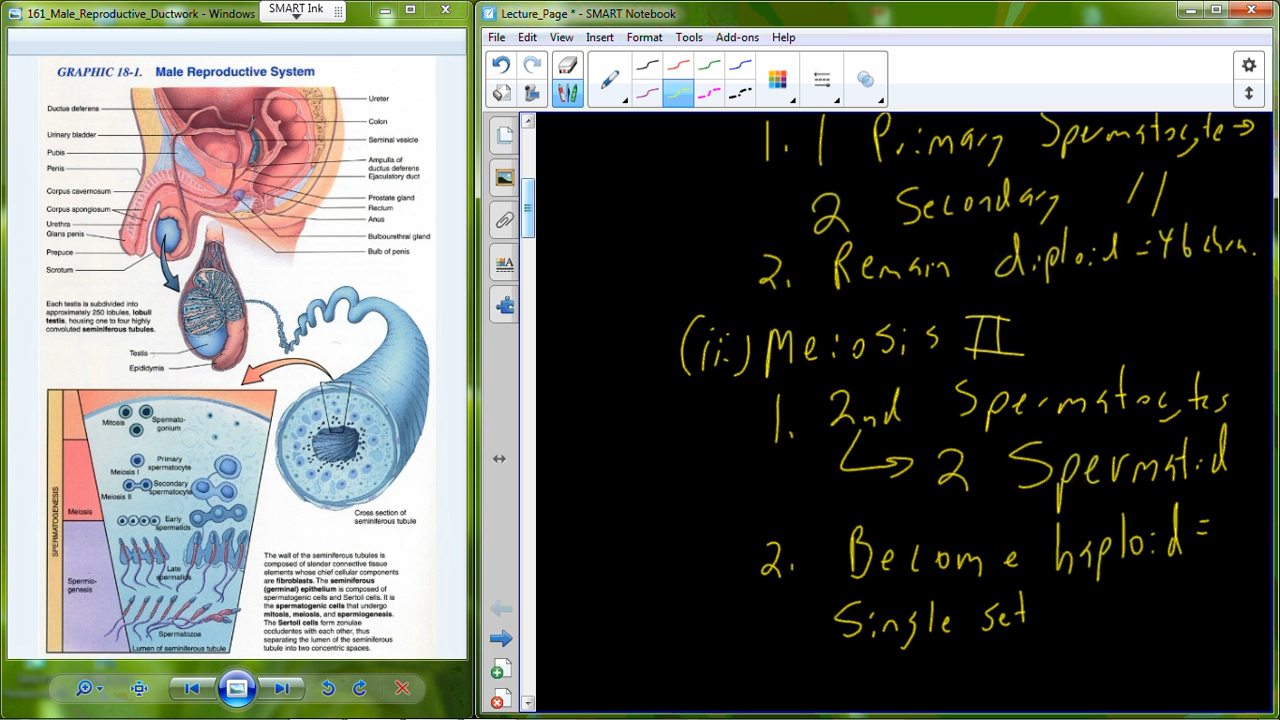 161_Male_Reproductive_Ductwork - Windows
SMART Ink
GRAPHIC 18-1. Male Reproductive System
Ductus deferens
Urinary bladder
Pubis
Penis
Corpus cavernosum
Corpus spongiosum
Urethra
Glans penis
Prepuce
Scrotum
Ureter
Colon
Seminal vesicle
Ampulla of
ductus deferens
Ejaculatory duct
Prostate gland
Rectum
Anus
Bulbourethral gland
Bulb of penis
Each testis is subdivided into
approximately 250 lobules, lobuli
testis, housing one to four highly
convoluted seminiferous tubules.
Testis
Epididymis
Mitosis
Spermato-
gonium
Primary
spermatocyte
Meiosis I
Secondary
spermatocyte
Meiosis II
Early
spermatids
Late
spermatids
Spermatozoa
Lumen of seminiferous tubule
SPERMATOGENESIS
Meiosis
Spermio-
genesis
Cross section of
seminiferous tubule
The wall of the seminiferous tubules is
composed of slender connective tissue
elements whose chief cellular components
are fibroblasts. The seminiferous
(germinal) epithelium is composed of
spermatogenic cells and Sertoli cells. It is
the spermatogenic cells that undergo
mitosis, meiosis, and spermiogenesis.
The Sertoli cells form zonulae
occludentes with each other, thus
separating the lumen of the seminiferous
tubule into two concentric spaces.
Lecture_Page * - SMART Notebook
File Edit View Insert Format Tools Add-ons Help
1. 1 Primary Spermatocyte →
2 Secondary //
2. Remain diploid = 46 chrm.
(ii) Meiosis II
1. 2nd Spermatocytes
2 Spermatid
2. Become haploid =
Single set